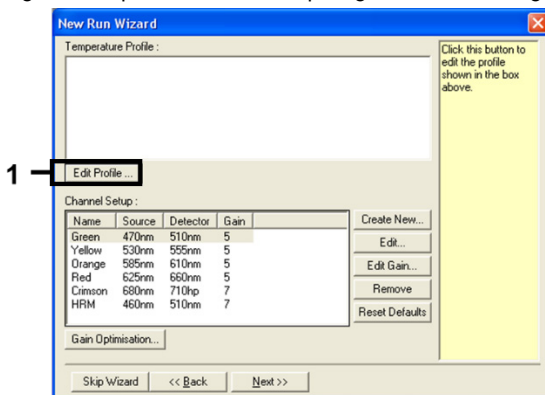 New Run Wizard
Temperature Profile :
Click this button to
edit the profile
shown in the box
above.
1
Edit Profile ...
Channel Setup :
Name Source Detector Gain
Green 470nm 510nm 5
Yellow 530nm 555nm 5
Orange 585nm 610nm 5
Red 625nm 660nm 5
Crimson 680nm 710hp 7
HRM 460nm 510nm 7
Create New...
Edit...
Edit Gain...
Remove
Reset Defaults
Gain Optimisation...
Skip Wizard << Back Next >>